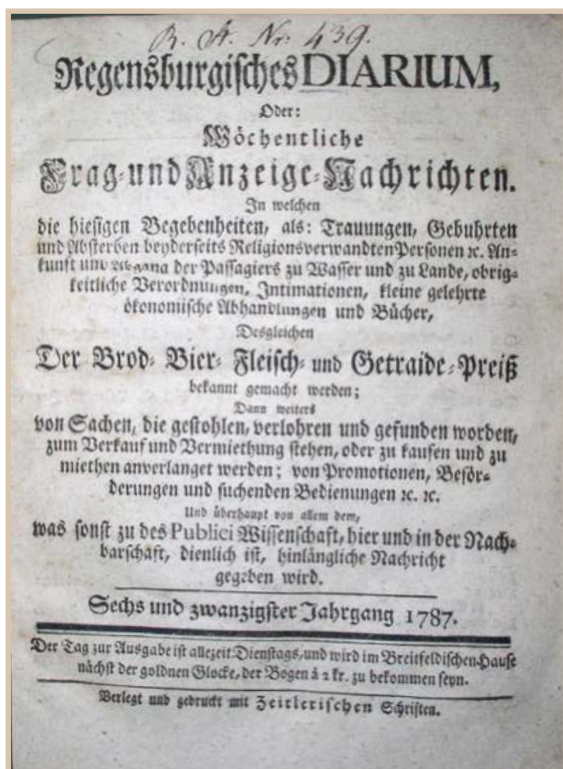 R. A. Nr. 439.
Regensburgisches DIARIUM,
Oder:
Wöchentliche
Frag-und Anzeige-Nachrichten.
In welchen
die hiesigen Begebenheiten, als: Trauungen, Gebuhrten
und Absterben beyderseits Religionsverwandten Personen ꝛc. An-
kunft und Abgang der Passagiers zu Wasser und zu Lande, obrig-
keitliche Verordnungen, Intimationen, kleine gelehrte
ökonomische Abhandlungen und Bücher,
Desgleichen
Der Brod- Bier- Fleisch- und Getraide-Preiß
bekannt gemacht werden;
Dann weiters
von Sachen, die gestohlen, verlohren und gefunden worden,
zum Verkauf und Vermiethung stehen, oder zu kaufen und zu
miethen anverlanget werden; von Promotionen, Beför-
derungen und suchenden Bedienungen ꝛc. ꝛc.
Und überhaupt von allem dem,
was sonst zu des Publici Wissenschaft, hier und in der Nach-
barschaft, dienlich ist, hinlängliche Nachricht
gegeben wird.
Sechs und zwanzigster Jahrgang 1787.
Der Tag zur Ausgabe ist allezeit Dienstags, und wird im Breitfeldischen-Hause
nächst der goldnen Glocke, der Bogen à 2 kr. zu bekommen seyn.
Verlegt und gedruckt mit Zeitlerischen Schriften.